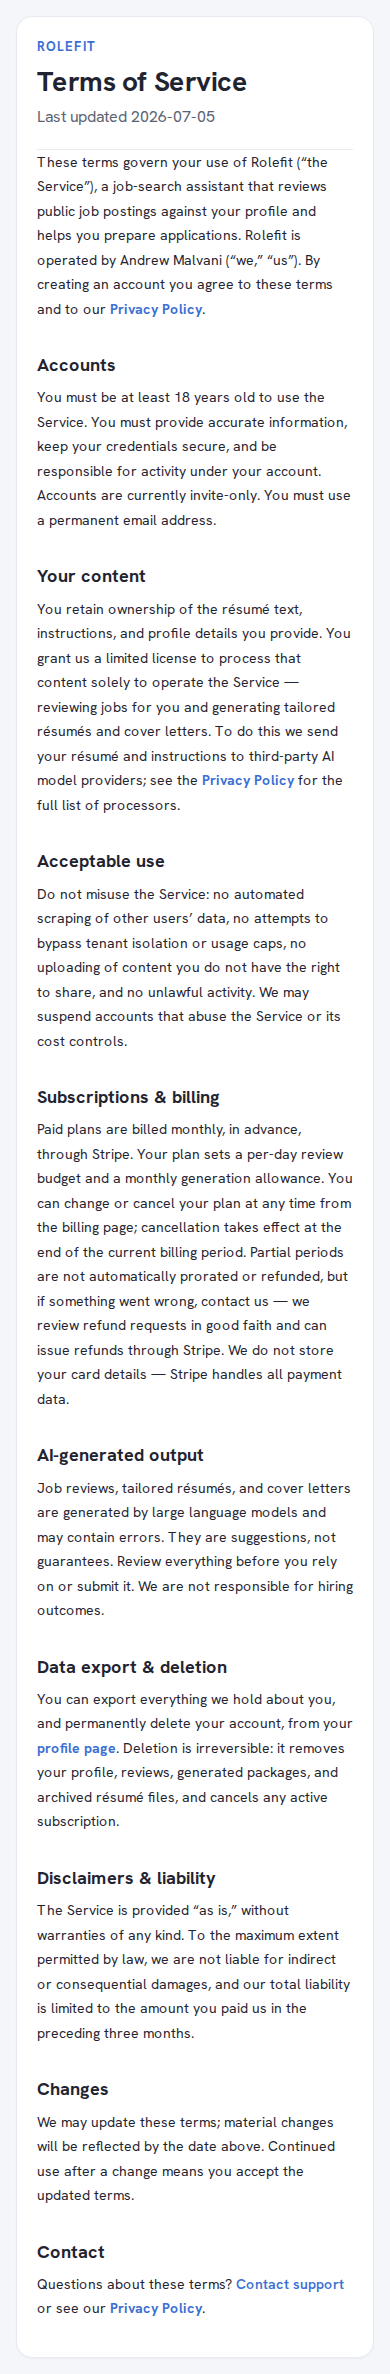 ROLEFIT
Terms of Service
Last updated 2026-07-05
These terms govern your use of Rolefit (“the
Service”), a job-search assistant that reviews
public job postings against your profile and
helps you prepare applications. Rolefit is
operated by Andrew Malvani (“we,” “us”). By
creating an account you agree to these terms
and to our Privacy Policy.
Accounts
You must be at least 18 years old to use the
Service. You must provide accurate information,
keep your credentials secure, and be
responsible for activity under your account.
Accounts are currently invite-only. You must use
a permanent email address.
Your content
You retain ownership of the résumé text,
instructions, and profile details you provide. You
grant us a limited license to process that
content solely to operate the Service —
reviewing jobs for you and generating tailored
résumés and cover letters. To do this we send
your résumé and instructions to third-party AI
model providers; see the Privacy Policy for the
full list of processors.
Acceptable use
Do not misuse the Service: no automated
scraping of other users’ data, no attempts to
bypass tenant isolation or usage caps, no
uploading of content you do not have the right
to share, and no unlawful activity. We may
suspend accounts that abuse the Service or its
cost controls.
Subscriptions & billing
Paid plans are billed monthly, in advance,
through Stripe. Your plan sets a per-day review
budget and a monthly generation allowance. You
can change or cancel your plan at any time from
the billing page; cancellation takes effect at the
end of the current billing period. Partial periods
are not automatically prorated or refunded, but
if something went wrong, contact us — we
review refund requests in good faith and can
issue refunds through Stripe. We do not store
your card details — Stripe handles all payment
data.
AI-generated output
Job reviews, tailored résumés, and cover letters
are generated by large language models and
may contain errors. They are suggestions, not
guarantees. Review everything before you rely
on or submit it. We are not responsible for hiring
outcomes.
Data export & deletion
You can export everything we hold about you,
and permanently delete your account, from your
profile page. Deletion is irreversible: it removes
your profile, reviews, generated packages, and
archived résumé files, and cancels any active
subscription.
Disclaimers & liability
The Service is provided “as is,” without
warranties of any kind. To the maximum extent
permitted by law, we are not liable for indirect
or consequential damages, and our total liability
is limited to the amount you paid us in the
preceding three months.
Changes
We may update these terms; material changes
will be reflected by the date above. Continued
use after a change means you accept the
updated terms.
Contact
Questions about these terms? Contact support
or see our Privacy Policy.